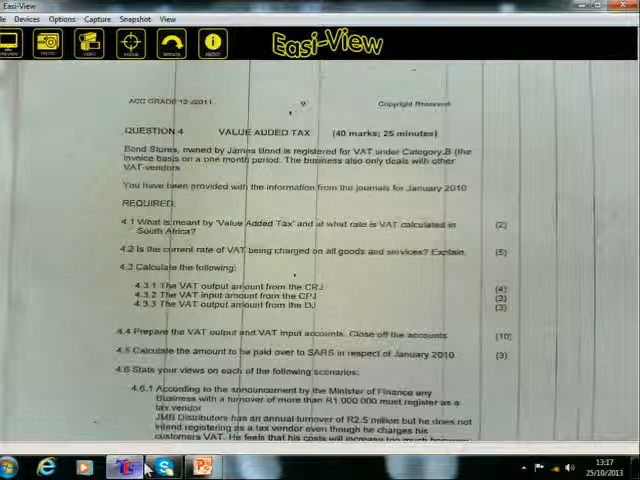 Easi-View
le Devices Options Capture Snapshot View
PREVIEW PHOTO VIDEO FOCUS ROTATE ABOUT
Easi-View
ACC GRADE 12 J2011 9 Copyright Reserved
QUESTION 4 VALUE ADDED TAX (40 marks; 25 minutes)
Bond Stores, owned by James Bond is registered for VAT under Category B (the
invoice basis on a one month period. The business also only deals with other
VAT-vendors
You have been provided with the information from the journals for January 2010
REQUIRED:
4.1 What is meant by 'Value Added Tax' and at what rate is VAT calculated in
South Africa? (2)
4.2 Is the current rate of VAT being charged on all goods and services? Explain. (5)
4.3 Calculate the following:
4.3.1 The VAT output amount from the CRJ (4)
4.3.2 The VAT input amount from the CPJ (3)
4.3.3 The VAT output amount from the DJ (3)
4.4 Prepare the VAT output and VAT input accounts. Close off the accounts (10)
4.5 Calculate the amount to be paid over to SARS in respect of January 2010 (3)
4.6 State your views on each of the following scenarios:
4.6.1 According to the announcement by the Minister of Finance any
Business with a turnover of more than R1 000 000 must register as a
tax vendor
JMB Distributors has an annual turnover of R2.5 million but he does not
intend registering as a tax vendor even though he charges his
customers VAT. He feels that his costs will increase too much
13:17
25/10/2013